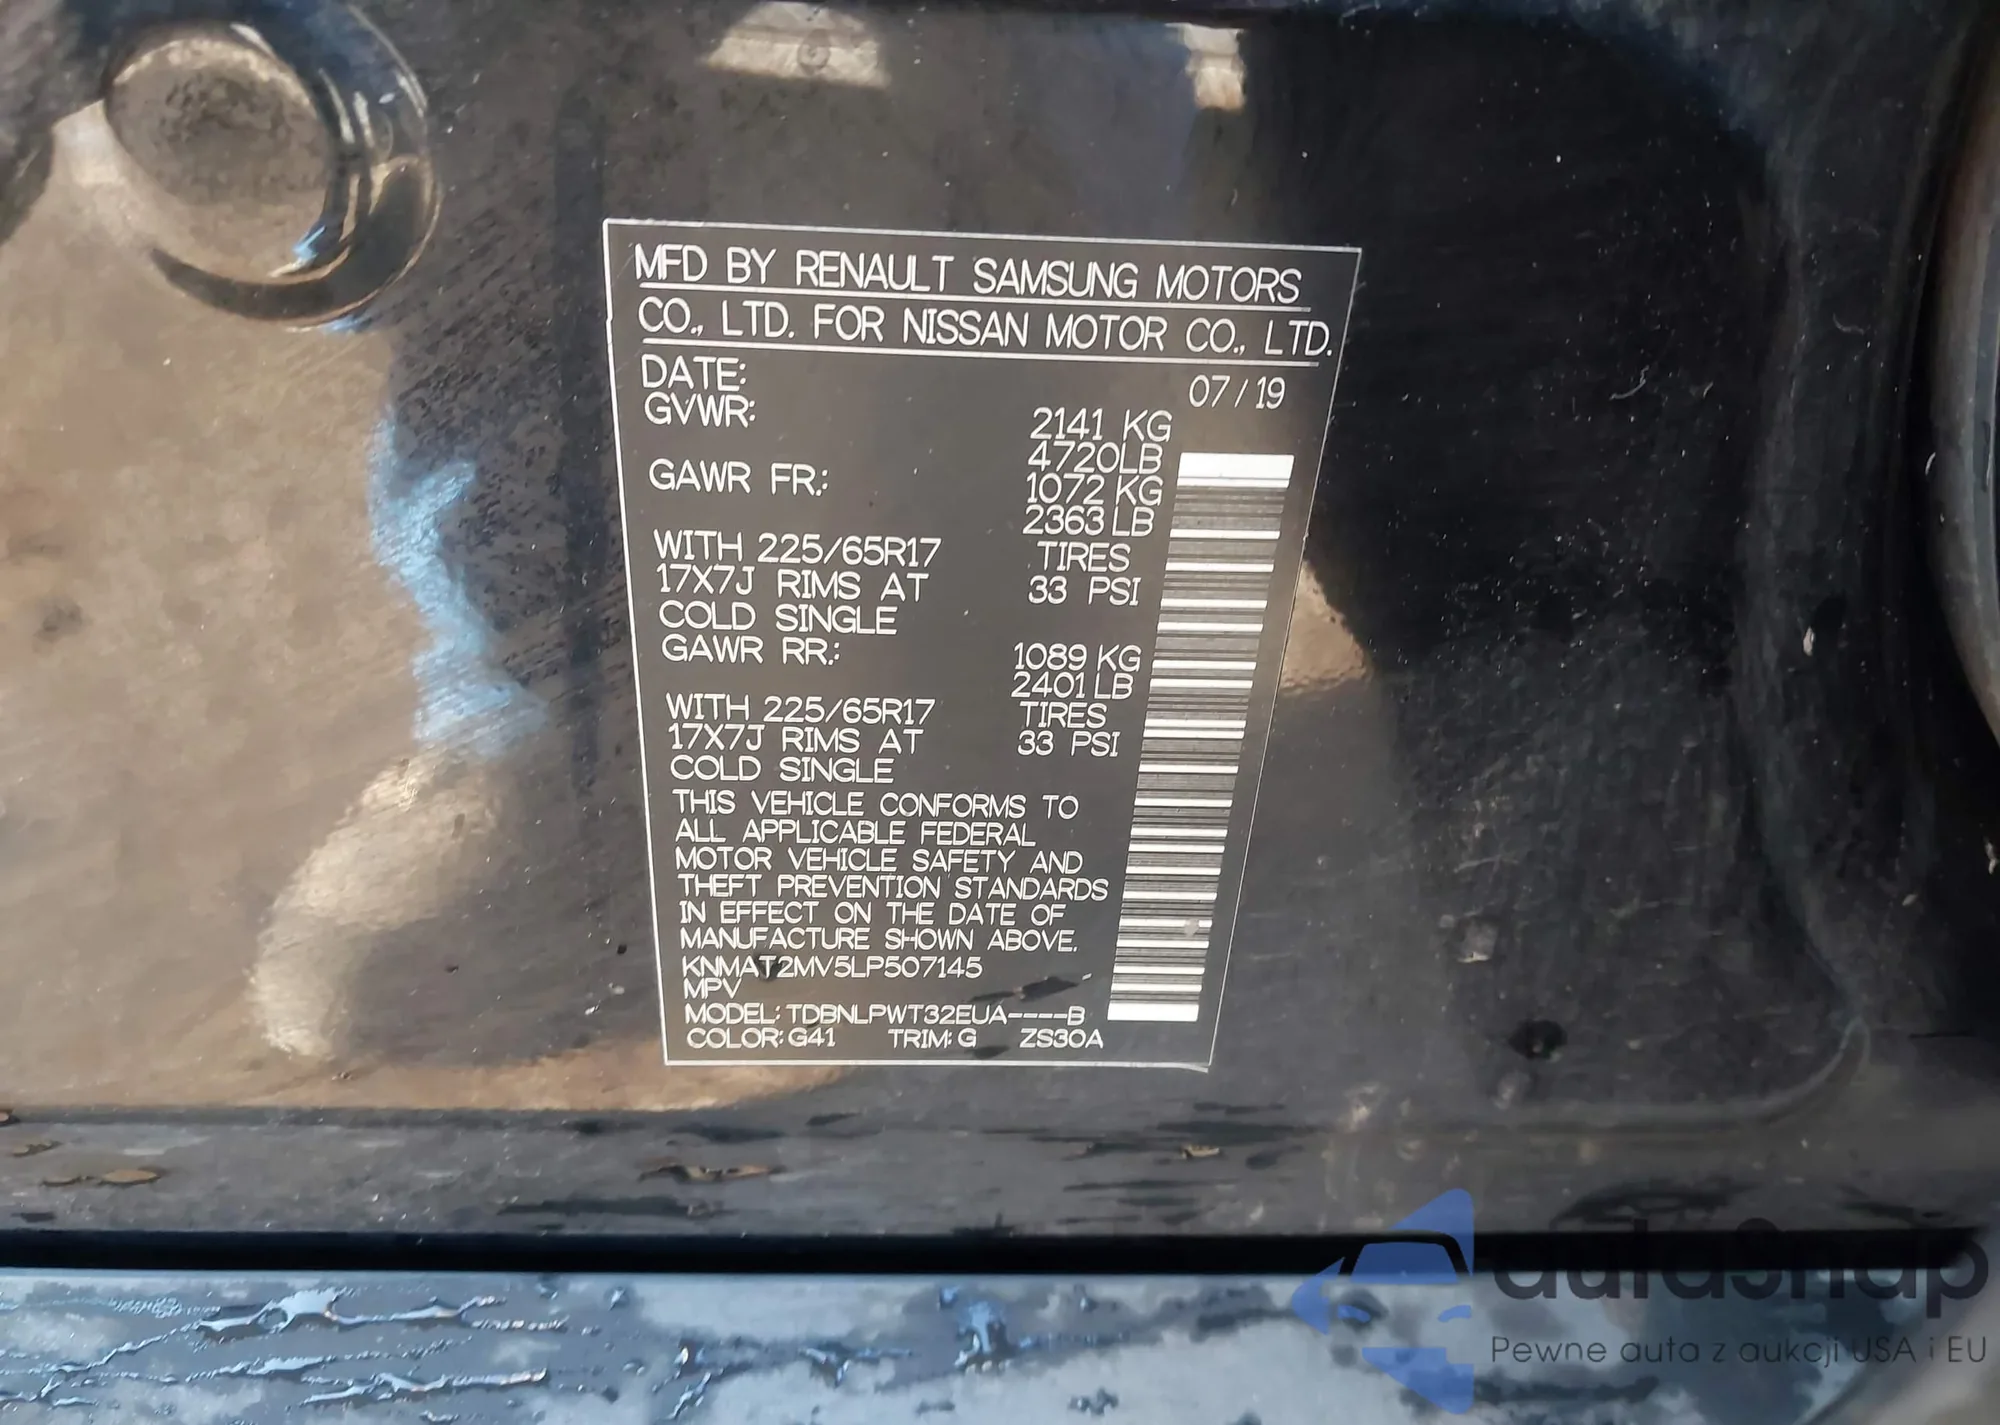 MFD BY RENAULT SAMSUNG MOTORS
CO., LTD. FOR NISSAN MOTOR CO., LTD.
DATE: 07/19
GVWR: 2141 KG
4720LB
GAWR FR.: 1072 KG
2363LB
WITH 225/65R17 TIRES
17X7J RIMS AT 33 PSI
COLD SINGLE
GAWR RR.: 1089 KG
2401LB
WITH 225/65R17 TIRES
17X7J RIMS AT 33 PSI
COLD SINGLE
THIS VEHICLE CONFORMS TO
ALL APPLICABLE FEDERAL
MOTOR VEHICLE SAFETY AND
THEFT PREVENTION STANDARDS
IN EFFECT ON THE DATE OF
MANUFACTURE SHOWN ABOVE.
KNMAT2MV5LP507145
MPV
MODEL: TDBNLPWT32EUA----B
COLOR: G41 TRIM: G ZS30A
autaSnap
Pewne auta z aukcji USA i EU